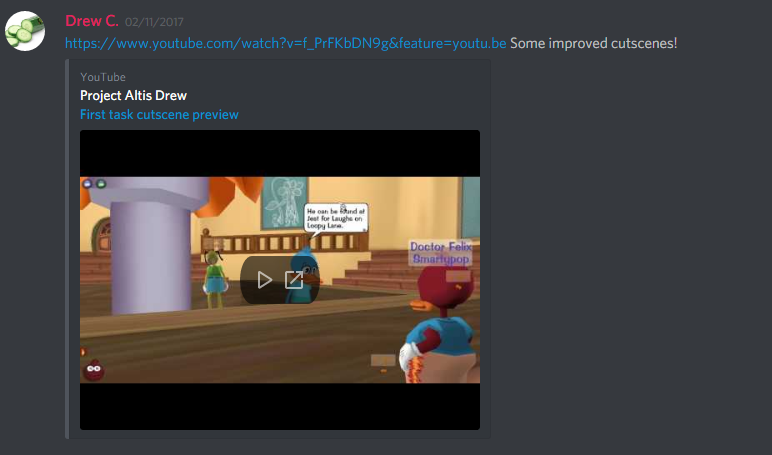 Drew C. 02/11/2017
https://www.youtube.com/watch?v=f_PrFKbDN9g&feature=youtu.be Some improved cutscenes!
YouTube
Project Altis Drew
First task cutscene preview
He can be found at
Jest for Laughs on
Loopy Lane.
Doctor Felix
Smartypop